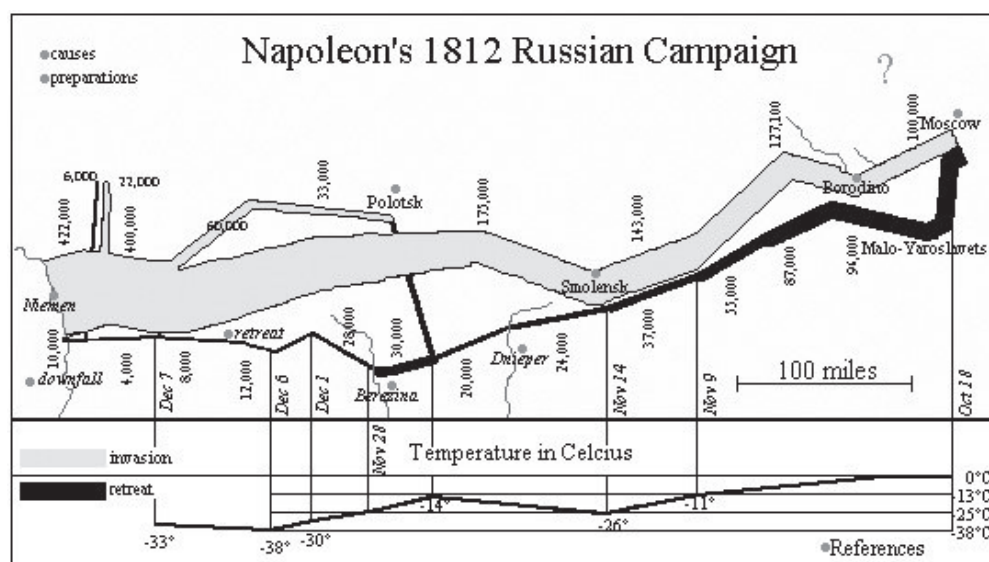 Napoleon's 1812 Russian Campaign
causes
preparations
?
Moscow
100,000
127,100
Borodino
6,000
22,000
33,000
Polotsk
60,000
422,000
400,000
175,000
143,000
Smolensk
Malo-Yaroslavets
94,000
87,000
55,000
37,000
24,000
Dnieper
20,000
30,000
28,000
Berezina
Niemen
retreat
10,000
downfall
4,000
8,000
12,000
100 miles
Dec 7
Dec 6
Dec 1
Nov 28
Nov 14
Nov 9
Oct 18
invasion
retreat
Temperature in Celcius
0°C
-13°C
-25°C
-38°C
-33°
-38°
-30°
-14°
-26°
-11°
References